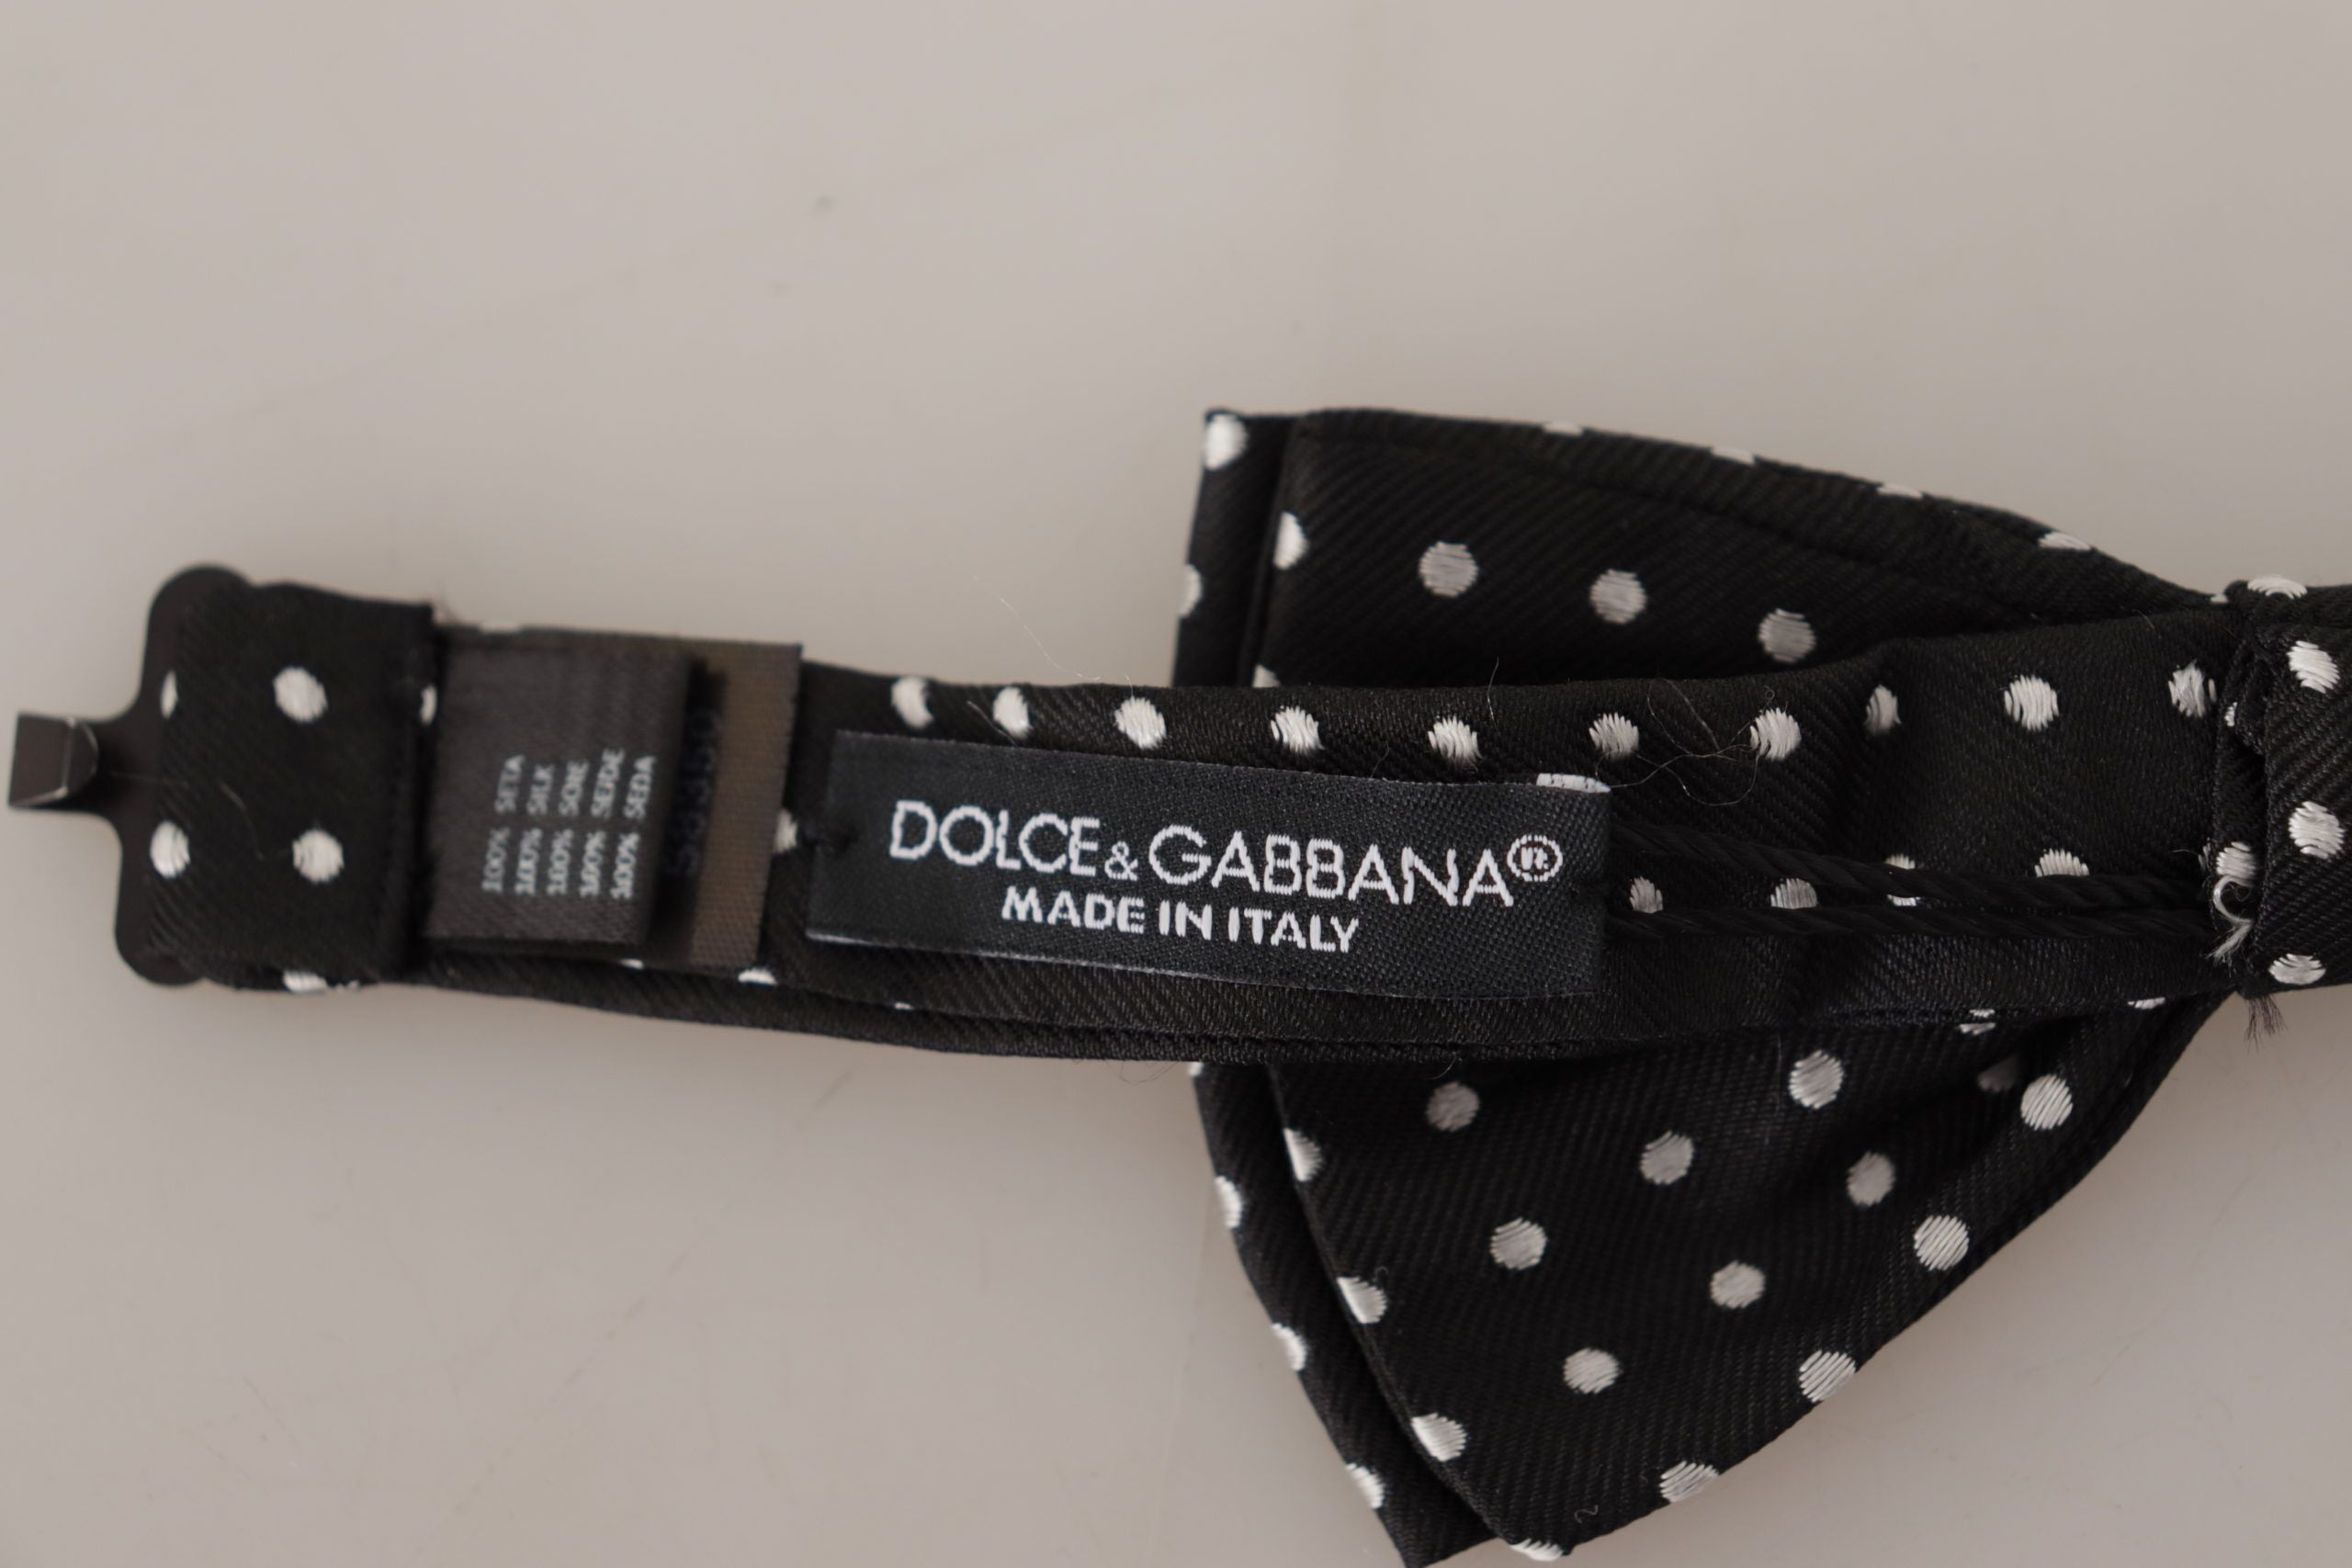 100% SETA
100% SILK
100% SOIE
100% SEIDE
100% SEDA
DOLCE & GABBANA®
MADE IN ITALY